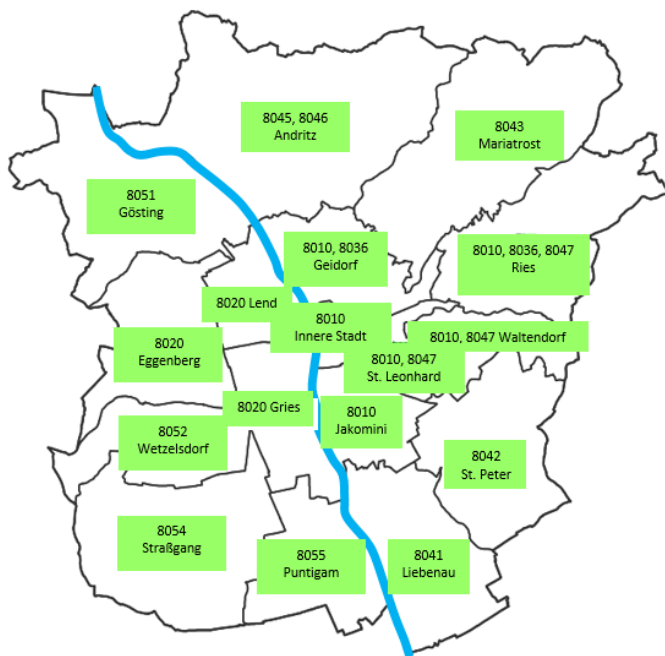 8045, 8046
Andritz
8043
Mariatrost
8051
Gösting
8010, 8036
Geidorf
8010, 8036, 8047
Ries
8020 Lend
8010
Innere Stadt
8010, 8047 Waltendorf
8020
Eggenberg
8010, 8047
St. Leonhard
8020 Gries
8010
Jakomini
8052
Wetzelsdorf
8042
St. Peter
8054
Straßgang
8055
Puntigam
8041
Liebenau